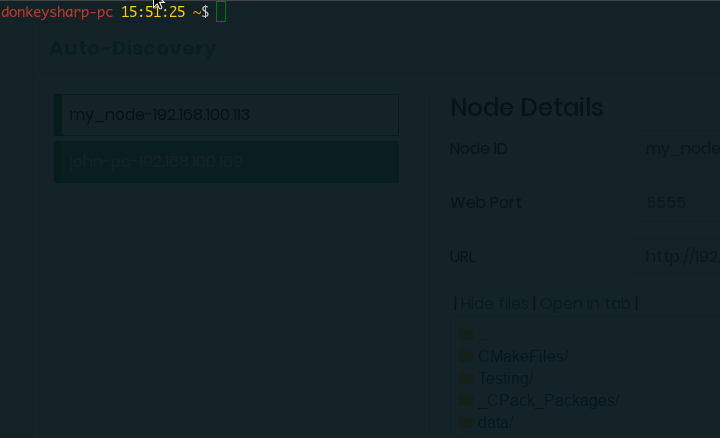 donkeysharp-pc 15:51:25 ~$
Auto-Discovery
my_node-192.168.100.113
john-pc-192.168.100.169
Node Details
Node ID my_node
Web Port 5555
URL http://192.
| Hide files | Open in tab |
..
CMakeFiles/
Testing/
_CPack_Packages/
data/